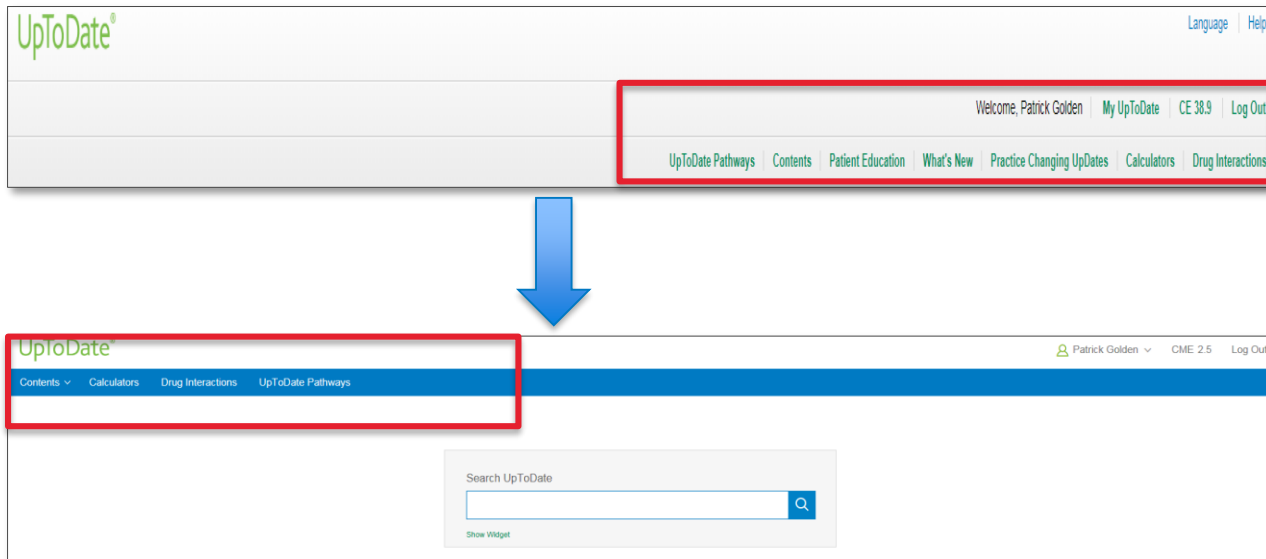 UpToDate®
Language Help
Welcome, Patrick Golden My UpToDate CE 38.9 Log Out
UpToDate Pathways Contents Patient Education What's New Practice Changing UpDates Calculators Drug Interactions
UpToDate®
Patrick Golden CME 2.5 Log Out
Contents Calculators Drug Interactions UpToDate Pathways
Search UpToDate
Show Widget